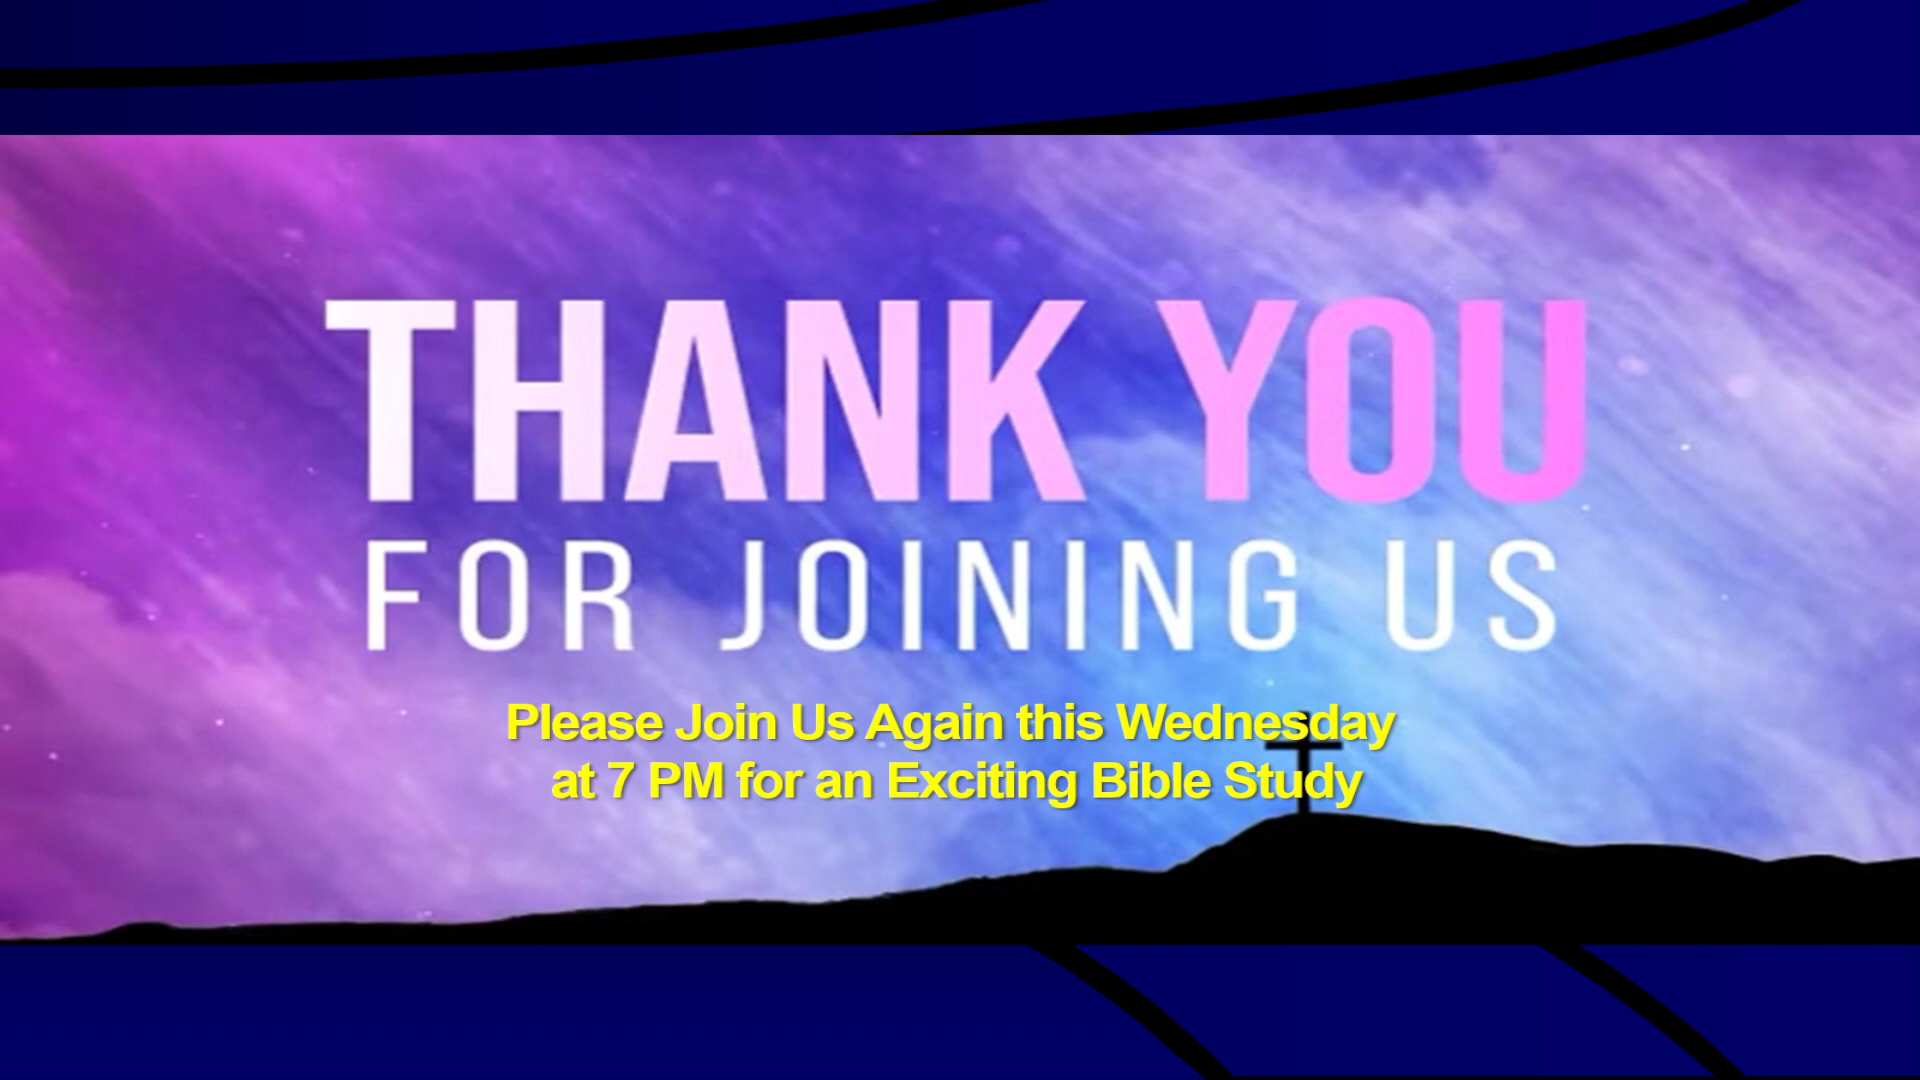 THANK YOU
FOR JOINING US
Please Join Us Again this Wednesday
at 7 PM for an Exciting Bible Study